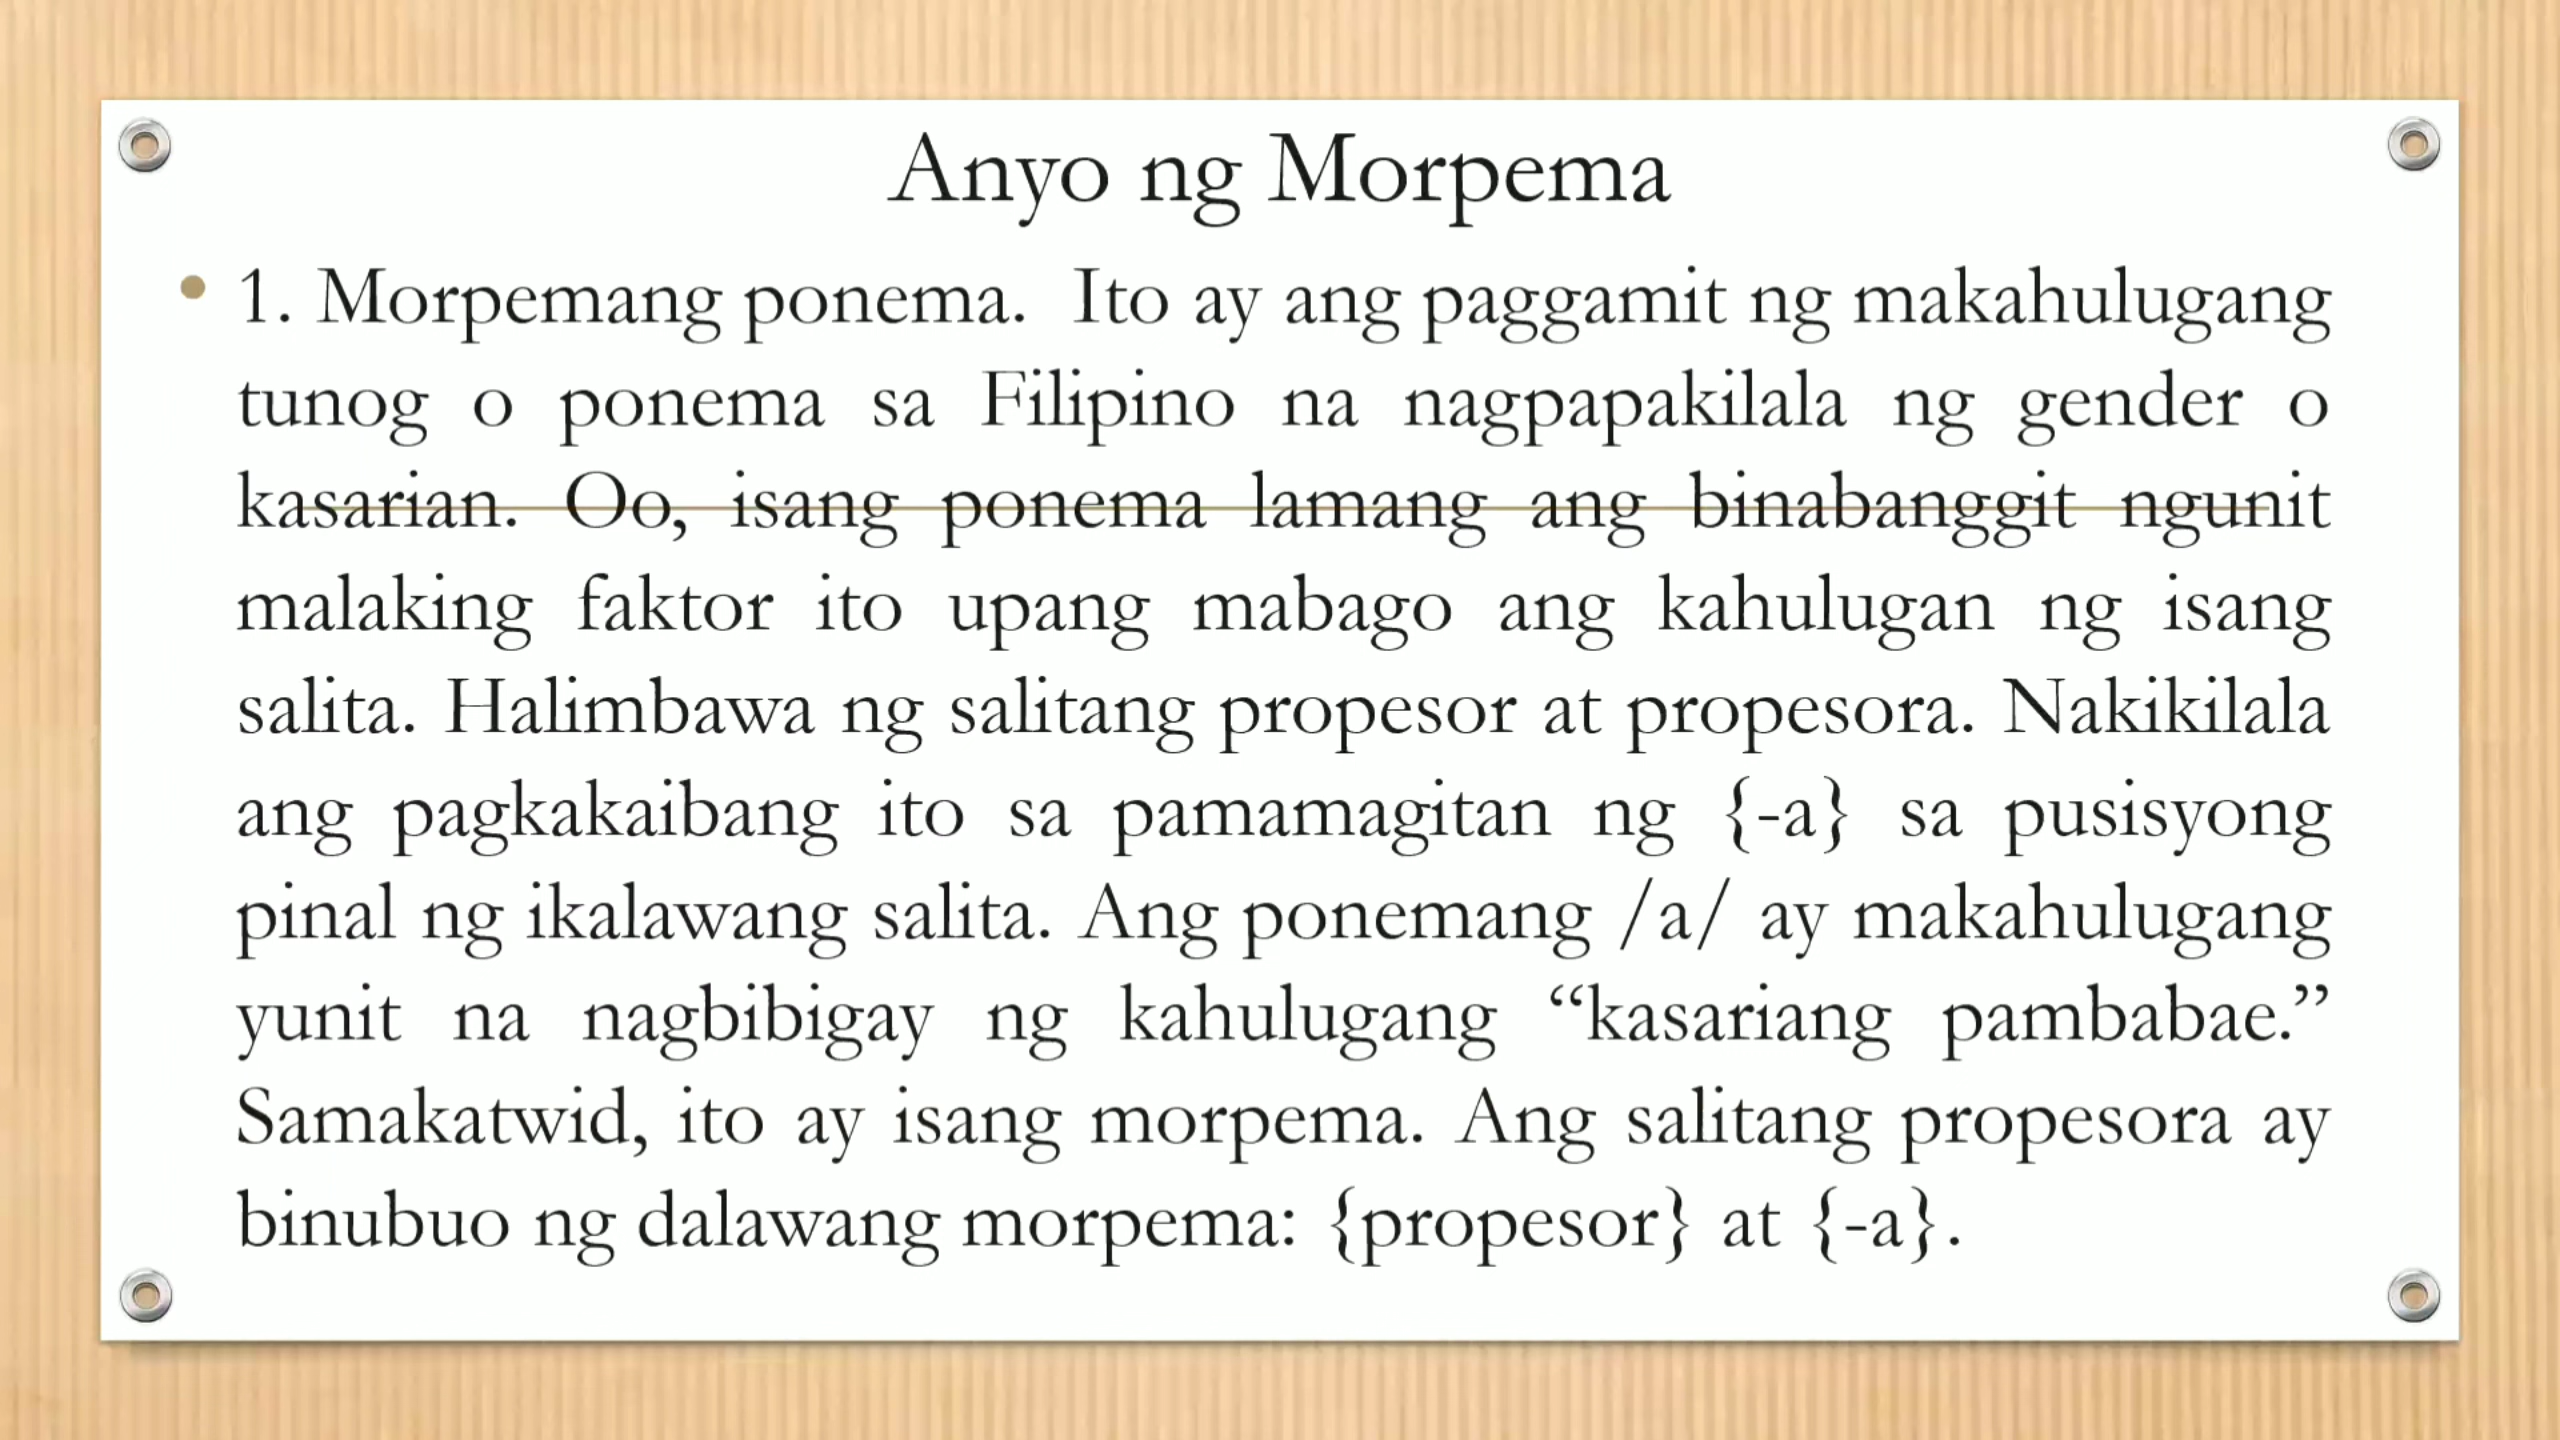 Anyo ng Morpema
• 1. Morpemang ponema. Ito ay ang paggamit ng makahulugang
tunog o ponema sa Filipino na nagpapakilala ng gender o
kasarian. Oo, isang ponema lamang ang binabanggit ngunit
malaking faktor ito upang mabago ang kahulugan ng isang
salita. Halimbawa ng salitang propesor at propesora. Nakikilala
ang pagkakaibang ito sa pamamagitan ng {-a} sa pusisyong
pinal ng ikalawang salita. Ang ponemang /a/ ay makahulugang
yunit na nagbibigay ng kahulugang “kasariang pambabae.”
Samakatwid, ito ay isang morpema. Ang salitang propesora ay
binubuo ng dalawang morpema: {propesor} at {-a}.